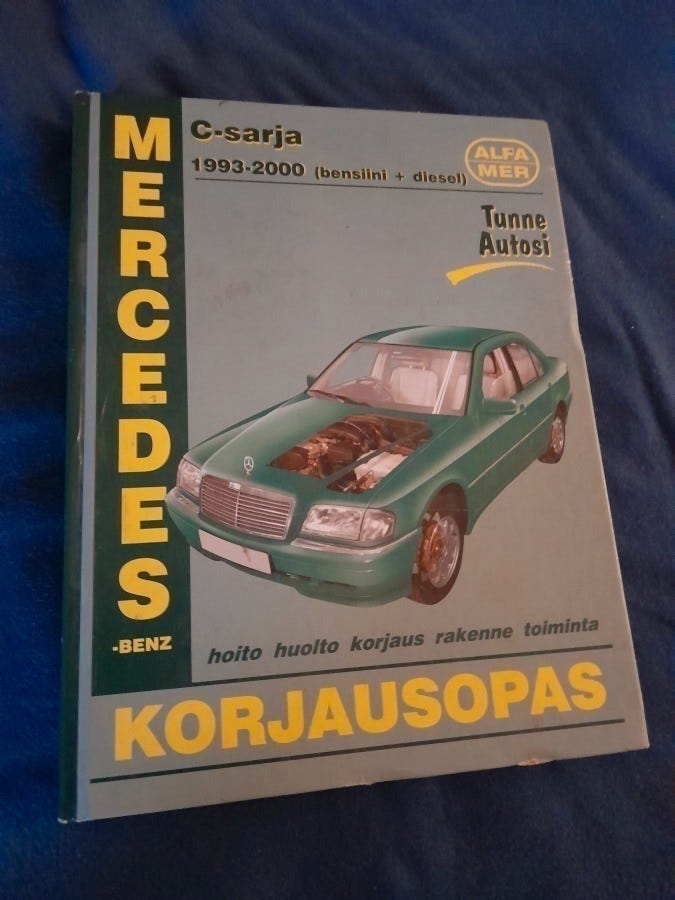 MERCEDES
-BENZ
C-sarja
1993-2000 (bensiini + diesel)
ALFA
MER
Tunne
Autosi
hoito huolto korjaus rakenne toiminta
KORJAUSOPAS